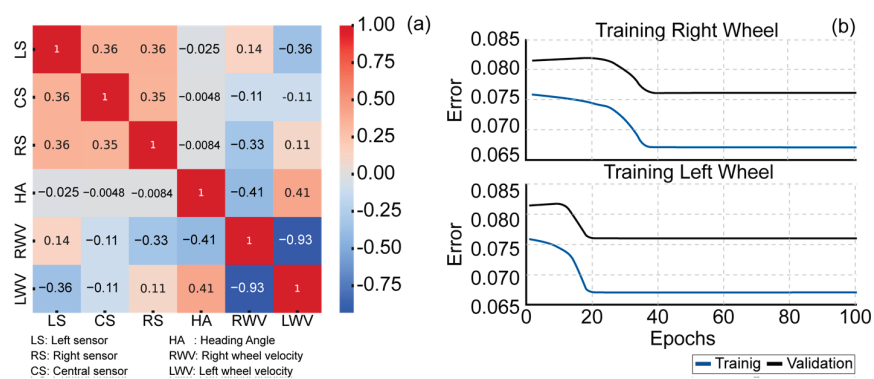 (a)
LS 1 0.36 0.36 −0.025 0.14 −0.36
CS 0.36 1 0.35 −0.0048 −0.11 -0.11
RS 0.36 0.35 1 −0.0084 −0.33 0.11
HA −0.025 −0.0048 −0.0084 1 −0.41 0.41
RWV 0.14 −0.11 −0.33 −0.41 1 −0.93
LWV −0.36 −0.11 0.11 0.41 −0.93 1
LS CS RS HA RWV LWV
1.00
0.75
0.50
0.25
0.00
−0.25
−0.50
−0.75
LS: Left sensor HA : Heading Angle
RS: Right sensor RWV: Right wheel velocity
CS: Central sensor LWV: Left wheel velocity
(b)
Training Right Wheel
Error
0.085
0.080
0.075
0.070
0.065
Training Left Wheel
Error
0.085
0.080
0.075
0.070
0.065
0 20 40 60 80 100
Epochs
Trainig Validation